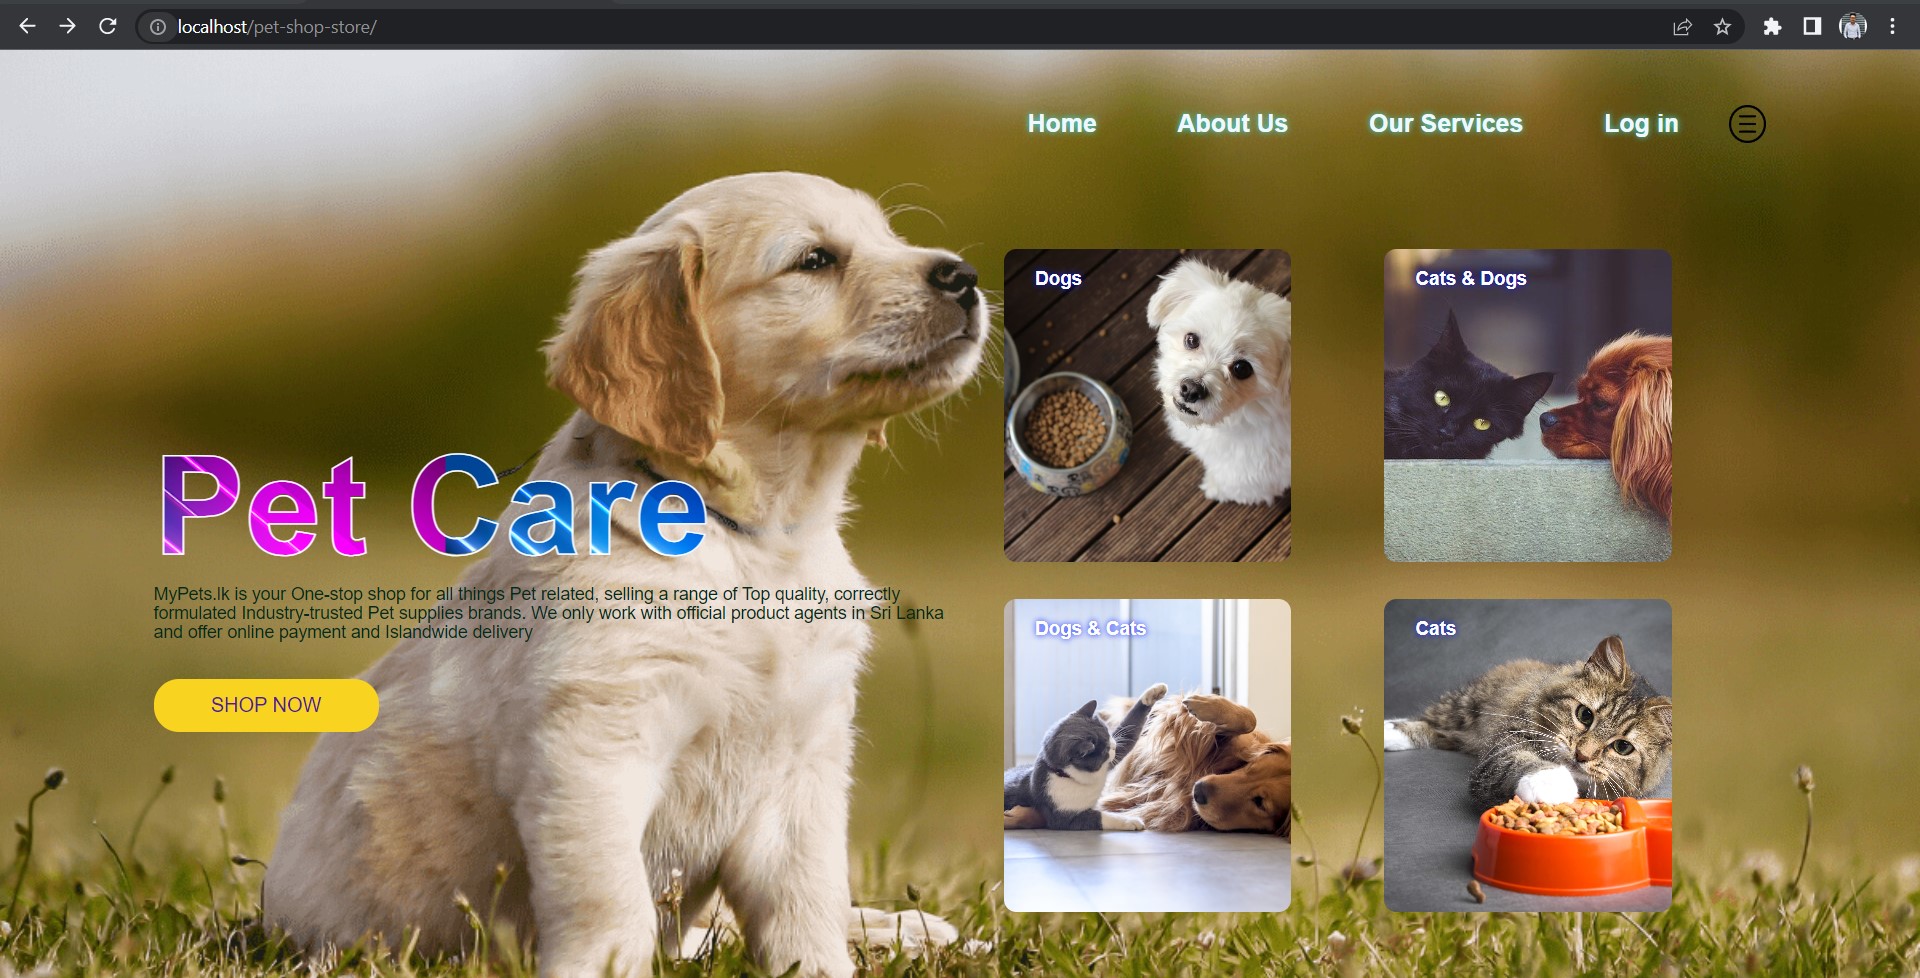 localhost/pet-shop-store/
Home About Us Our Services Log in
Dogs
Cats & Dogs
Pet Care
MyPets.lk is your One-stop shop for all things Pet related, selling a range of Top quality, correctly
formulated Industry-trusted Pet supplies brands. We only work with official product agents in Sri Lanka
and offer online payment and Islandwide delivery
SHOP NOW
Dogs & Cats
Cats